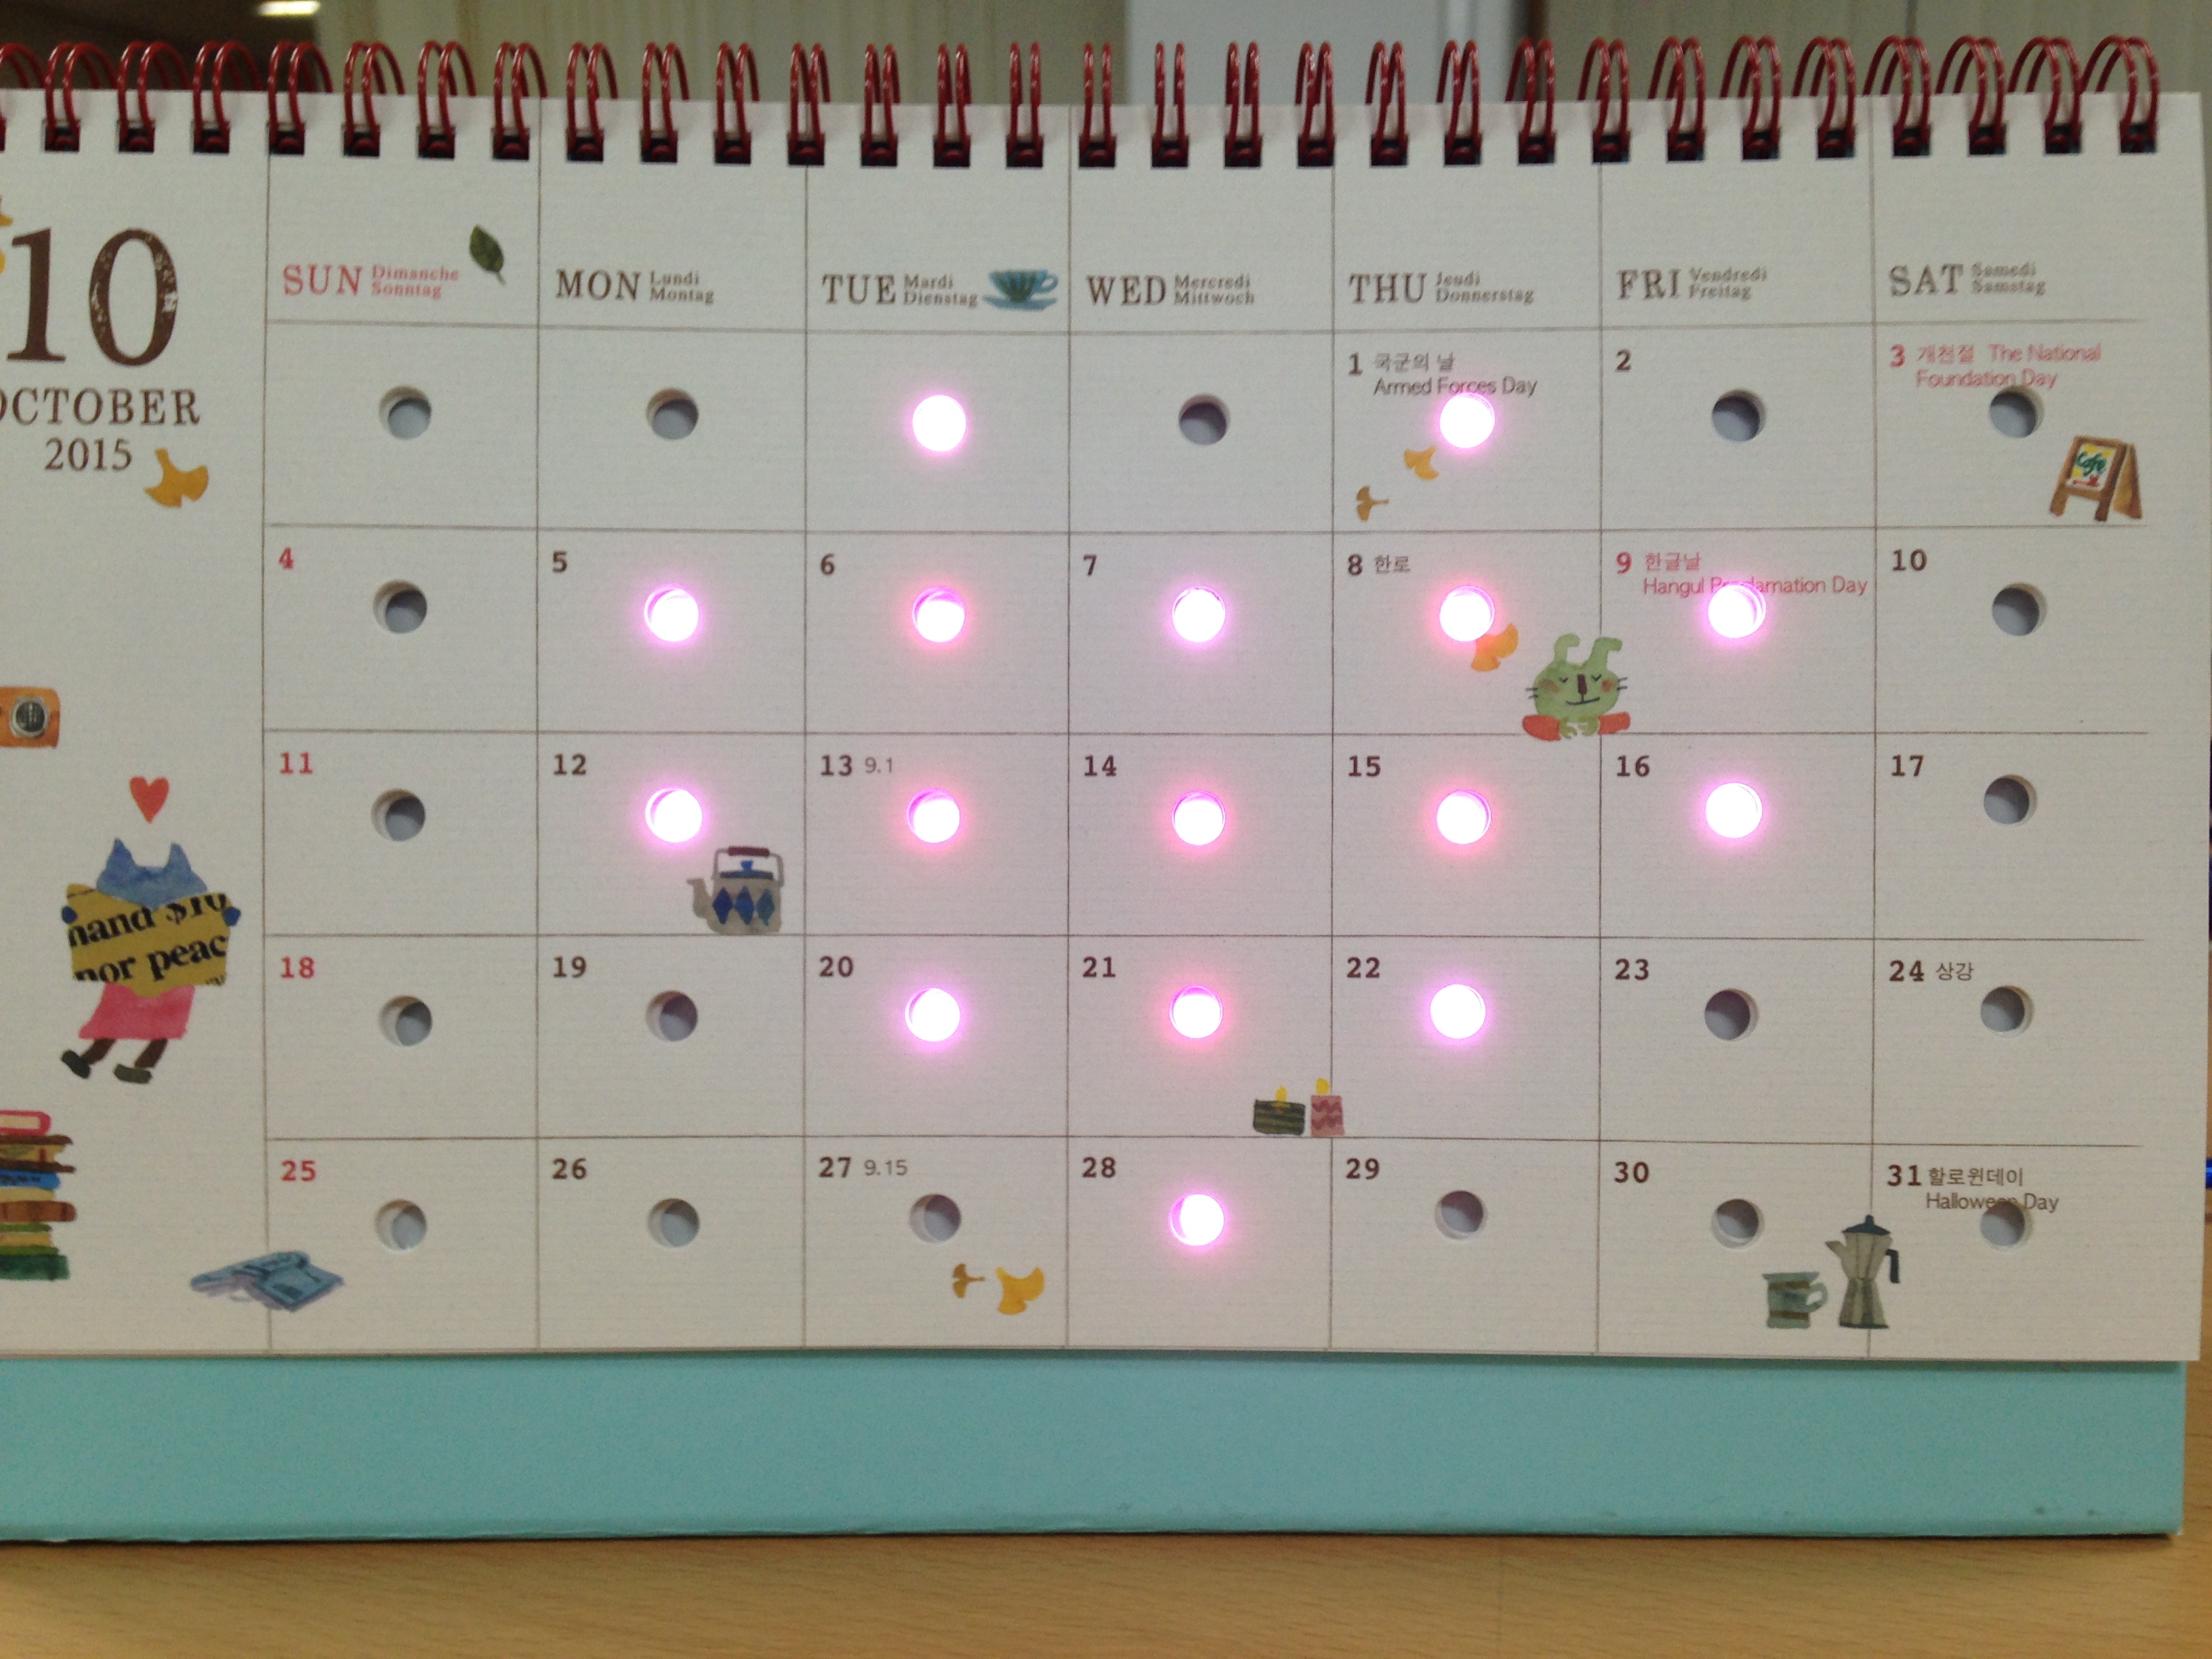 10
OCTOBER
2015
SUN Dimanche Sonntag
MON Lundi Montag
TUE Mardi Dienstag
WED Mercredi Mittwoch
THU Jeudi Donnerstag
FRI Vendredi Freitag
SAT Samedi Samstag
1 국군의 날
Armed Forces Day
2
3 개천절 The National
Foundation Day
Cafe
4
5
6
7
8 한로
9 한글날
Hangul Proclamation Day
10
11
12
13 9.1
14
15
16
17
hand $10
nor peac
18
19
20
21
22
23
24 상강
25
26
27 9.15
28
29
30
31 할로윈데이
Halloween Day